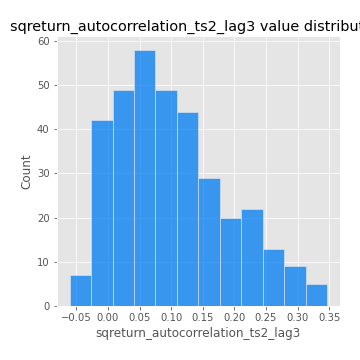 sqreturn_autocorrelation_ts2_lag3 value distribut
60
50
40
30
20
10
0
Count
−0.05 0.00 0.05 0.10 0.15 0.20 0.25 0.30 0.35
sqreturn_autocorrelation_ts2_lag3